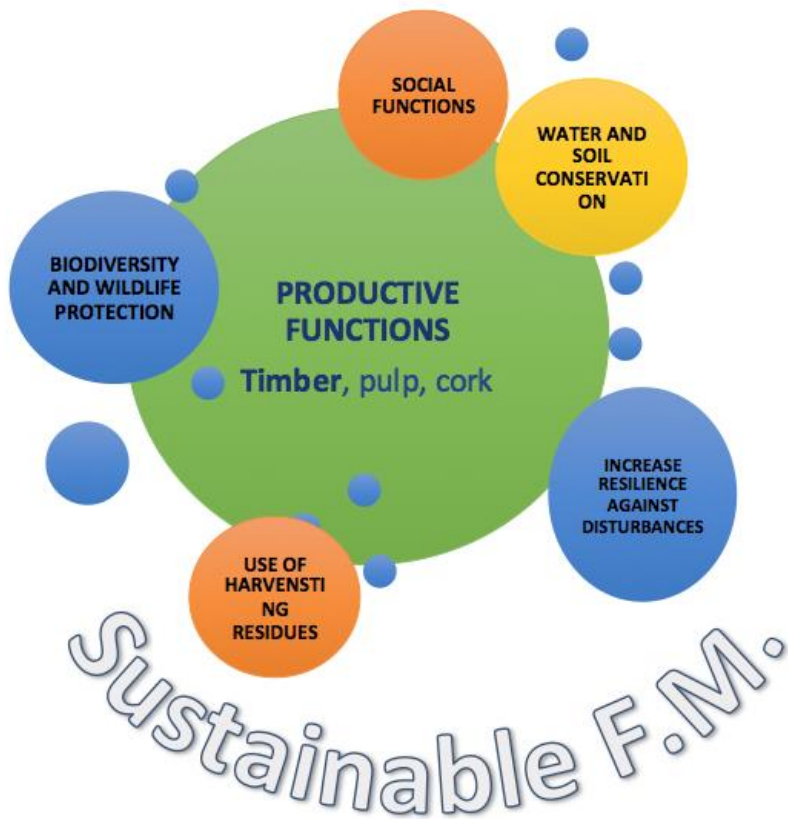 SOCIAL
FUNCTIONS
WATER AND
SOIL
CONSERVATI
ON
BIODIVERSITY
AND WILDLIFE
PROTECTION
PRODUCTIVE
FUNCTIONS
Timber, pulp, cork
INCREASE
RESILIENCE
AGAINST
DISTURBANCES
USE OF
HARVENSTI
NG
RESIDUES
Sustainable F.M.